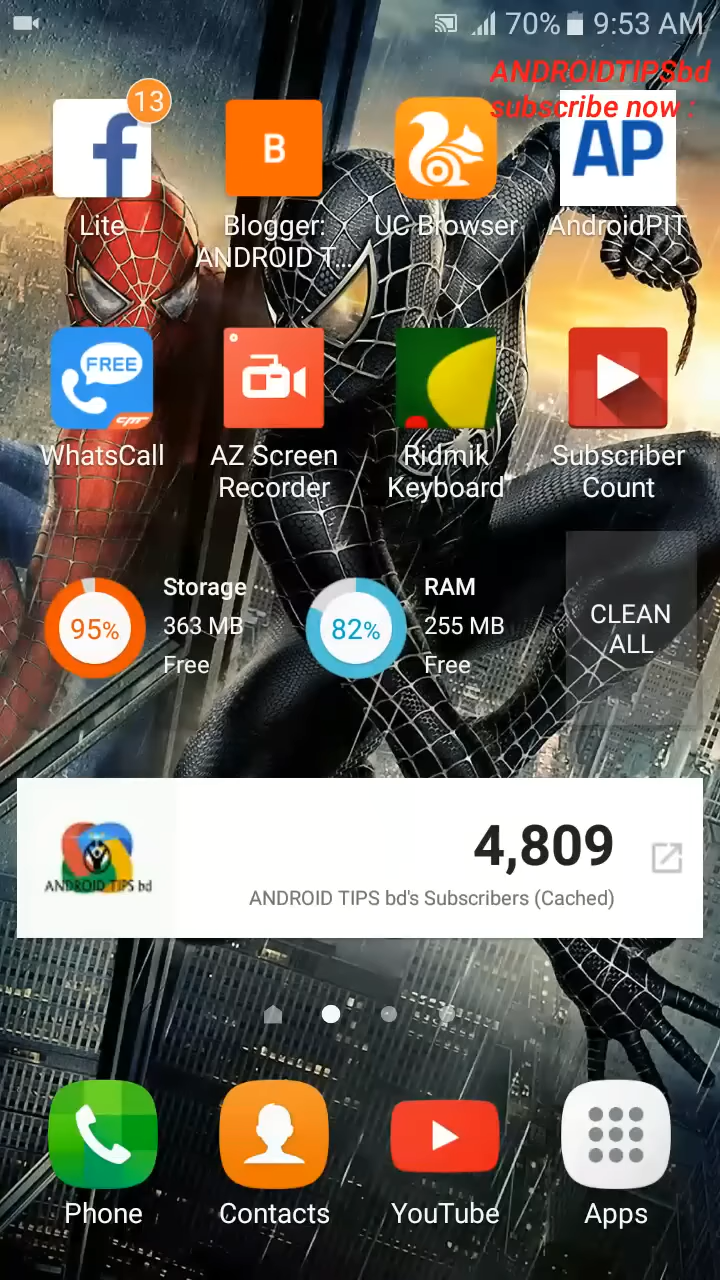 70% 9:53 AM
ANDROIDTIPSbd
subscribe now :
13
B
AP
Lite
Blogger:
ANDROID T...
UC Browser
AndroidPIT
FREE
CM
WhatsCall
AZ Screen
Recorder
Ridmik
Keyboard
Subscriber
Count
95%
Storage
363 MB
Free
82%
RAM
255 MB
Free
CLEAN
ALL
ANDROID TIPS bd
4,809
ANDROID TIPS bd's Subscribers (Cached)
Phone
Contacts
YouTube
Apps